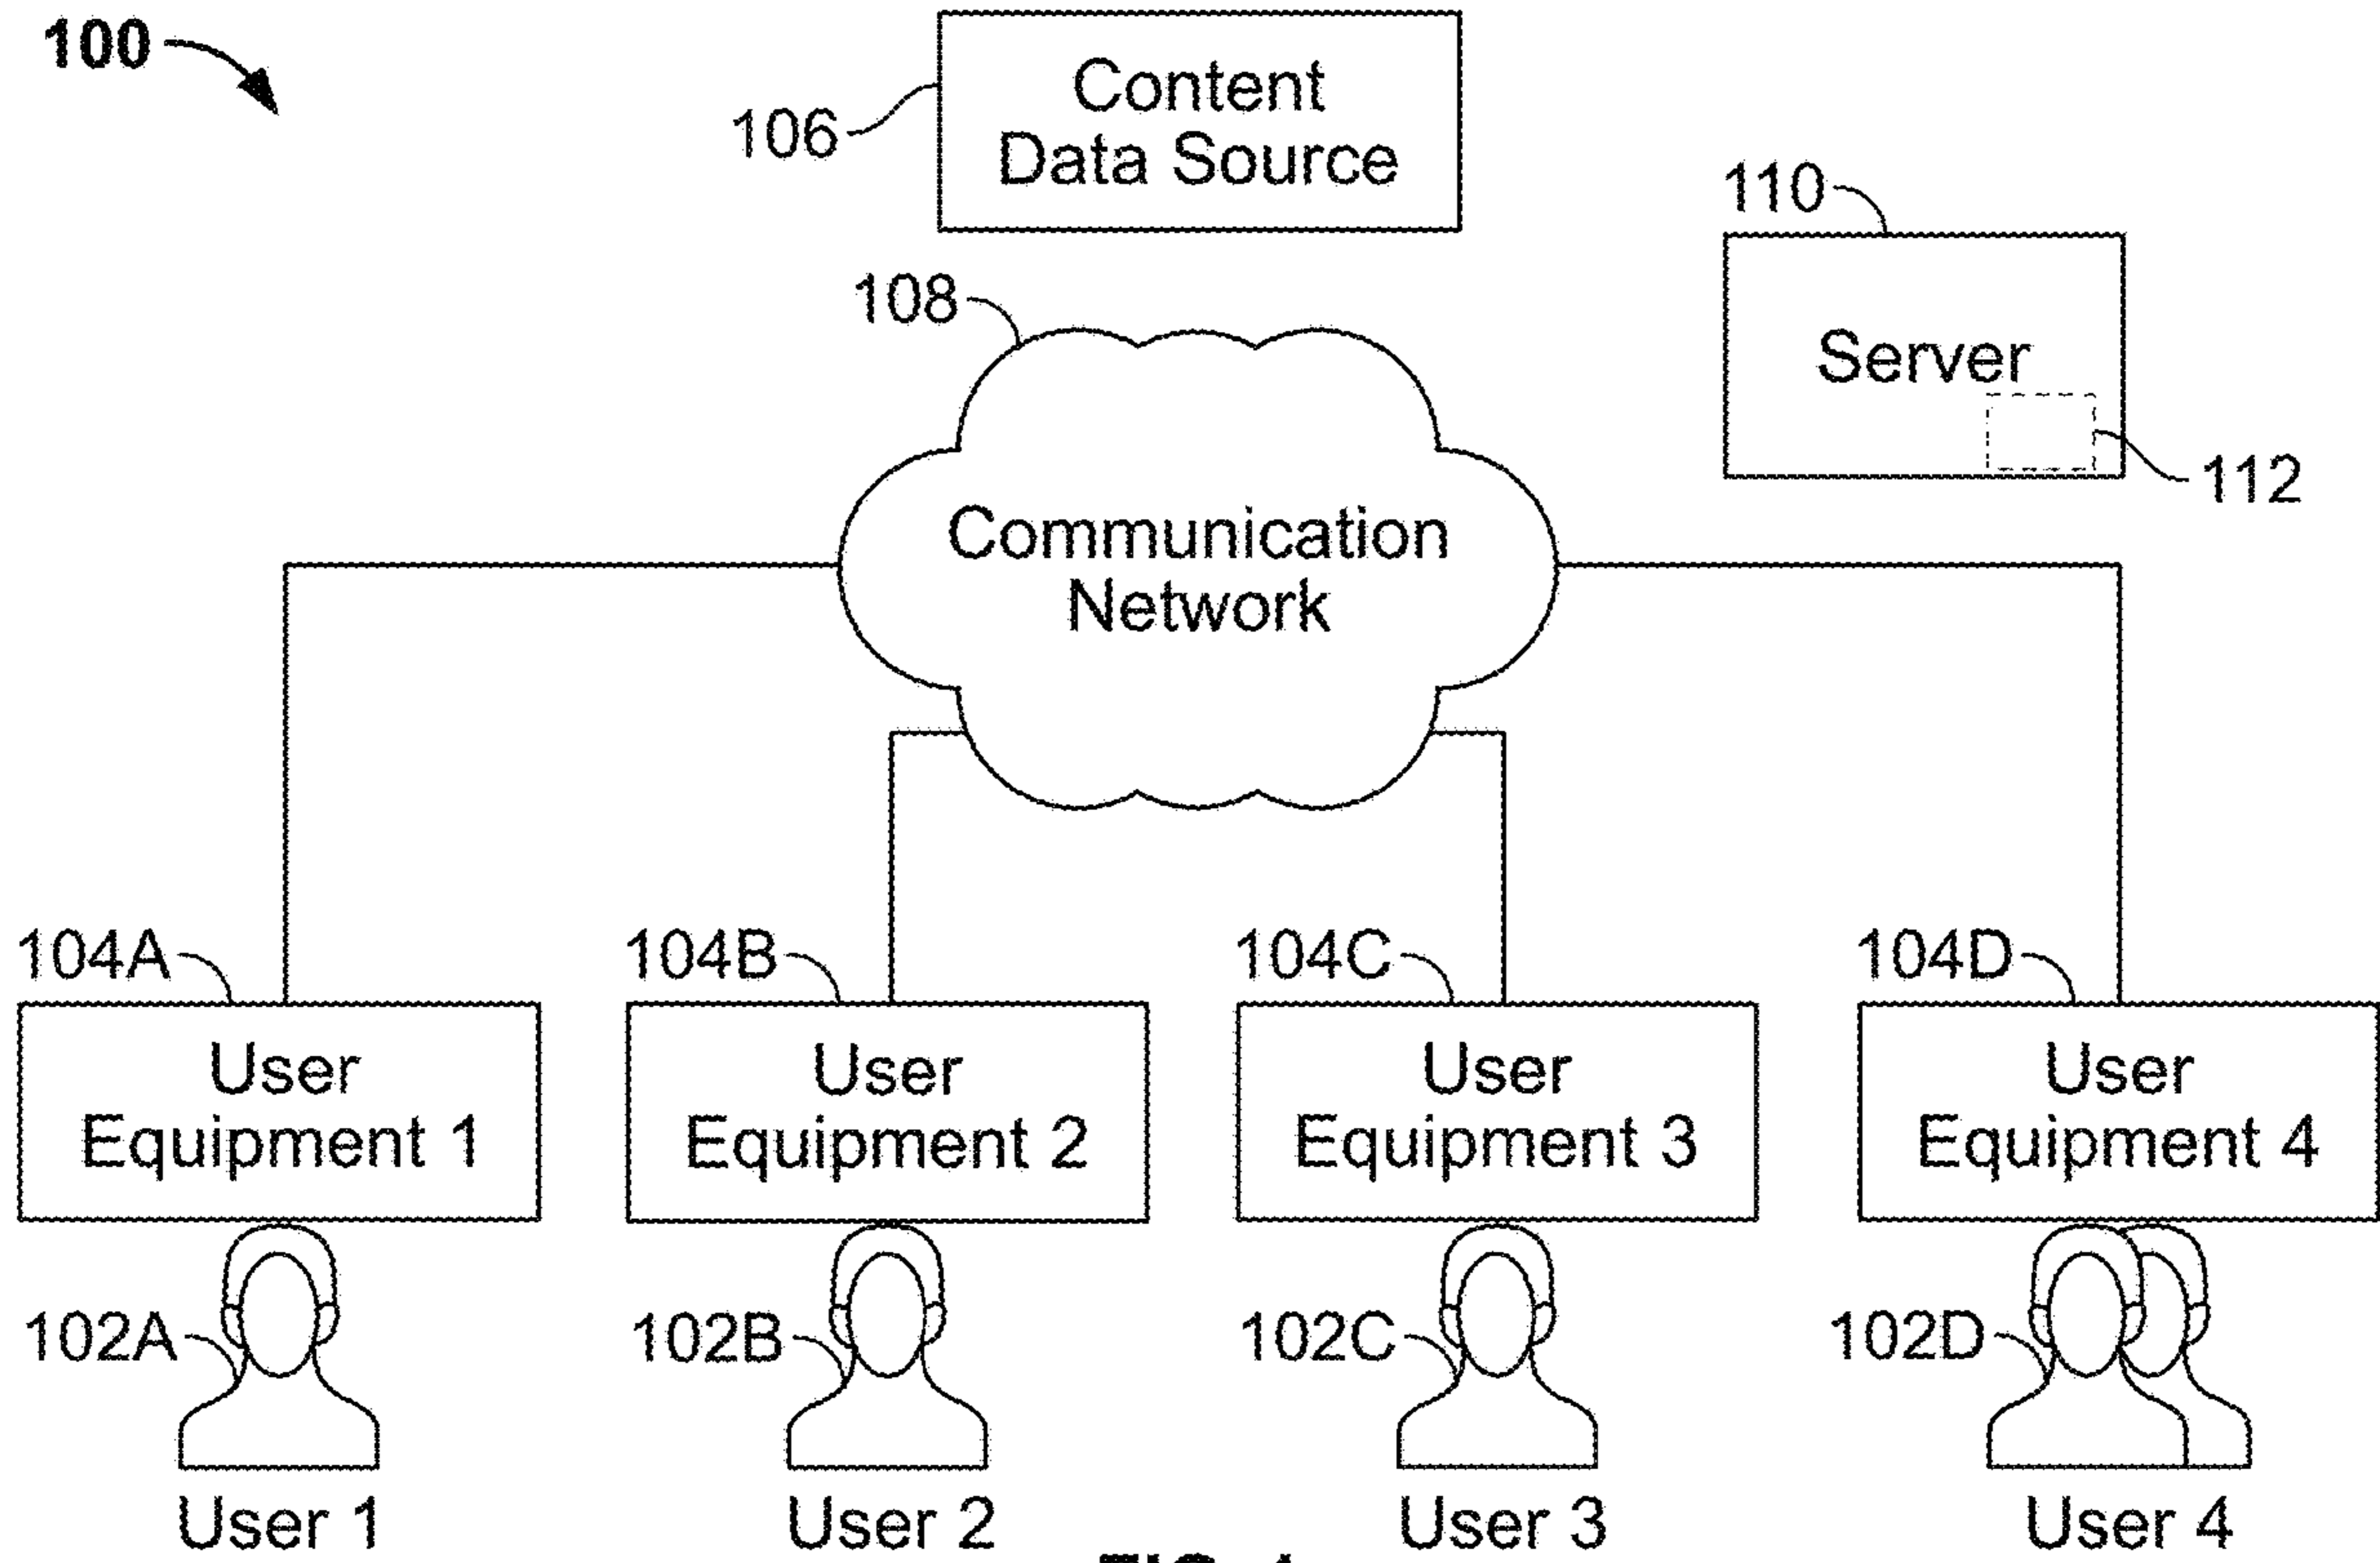 100
Content
Data Source
106
110
Server
112
108
Communication
Network
104A
104B
104C
104D
User
Equipment 1
User
Equipment 2
User
Equipment 3
User
Equipment 4
102A
102B
102C
102D
User 1
User 2
User 3
User 4